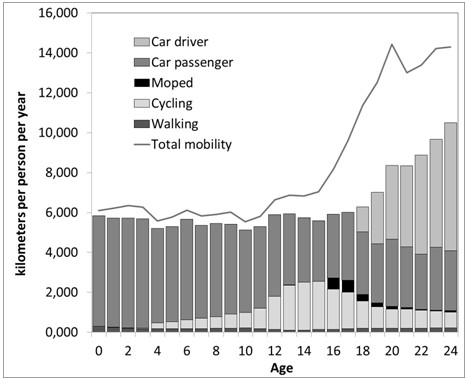 16,000
14,000
12,000
10,000
8,000
6,000
4,000
2,000
0,000
kilometers per person per year
Car driver
Car passenger
Moped
Cycling
Walking
Total mobility
0 2 4 6 8 10 12 14 16 18 20 22 24
Age